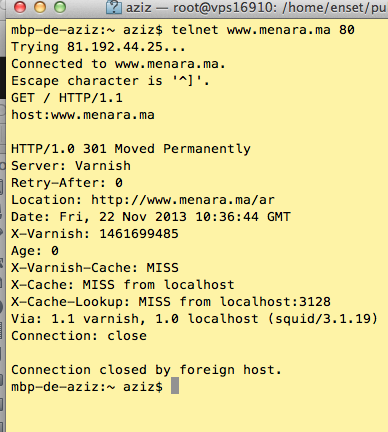 aziz — root@vps16910: /home/enset/pu
mbp-de-aziz:~ aziz$ telnet www.menara.ma 80
Trying 81.192.44.25...
Connected to www.menara.ma.
Escape character is '^]'.
GET / HTTP/1.1
host:www.menara.ma

HTTP/1.0 301 Moved Permanently
Server: Varnish
Retry-After: 0
Location: http://www.menara.ma/ar
Date: Fri, 22 Nov 2013 10:36:44 GMT
X-Varnish: 1461699485
Age: 0
X-Varnish-Cache: MISS
X-Cache: MISS from localhost
X-Cache-Lookup: MISS from localhost:3128
Via: 1.1 varnish, 1.0 localhost (squid/3.1.19)
Connection: close

Connection closed by foreign host.
mbp-de-aziz:~ aziz$